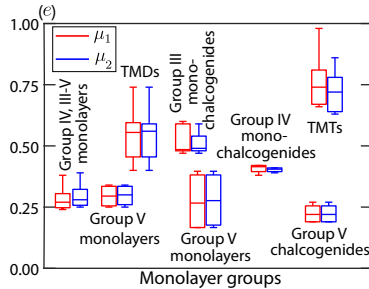 (e)
1.00
0.75
0.50
0.25
0.00
μ1
μ2
Group IV, III-V
monolayers
TMDs
Group III
mono-
chalcogenides
Group IV
mono-
chalcogenides
TMTs
Group V
monolayers
Group V
monolayers
Group V
chalcogenides
Monolayer groups